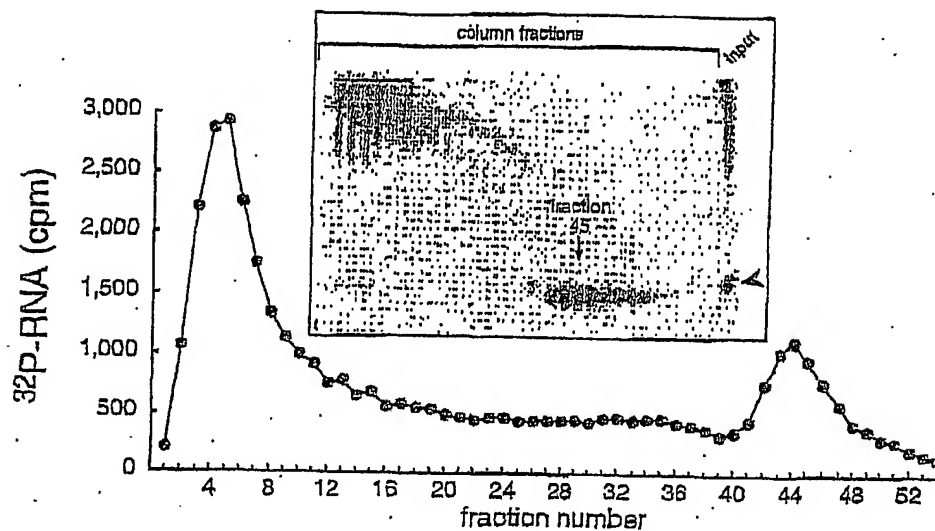 column fractions
input
3,000
2,500
2,000
1,500
1,000
500
0
32P-RNA (cpm)
fraction
45
4 8 12 16 20 24 28 32 36 40 44 48 52
fraction number